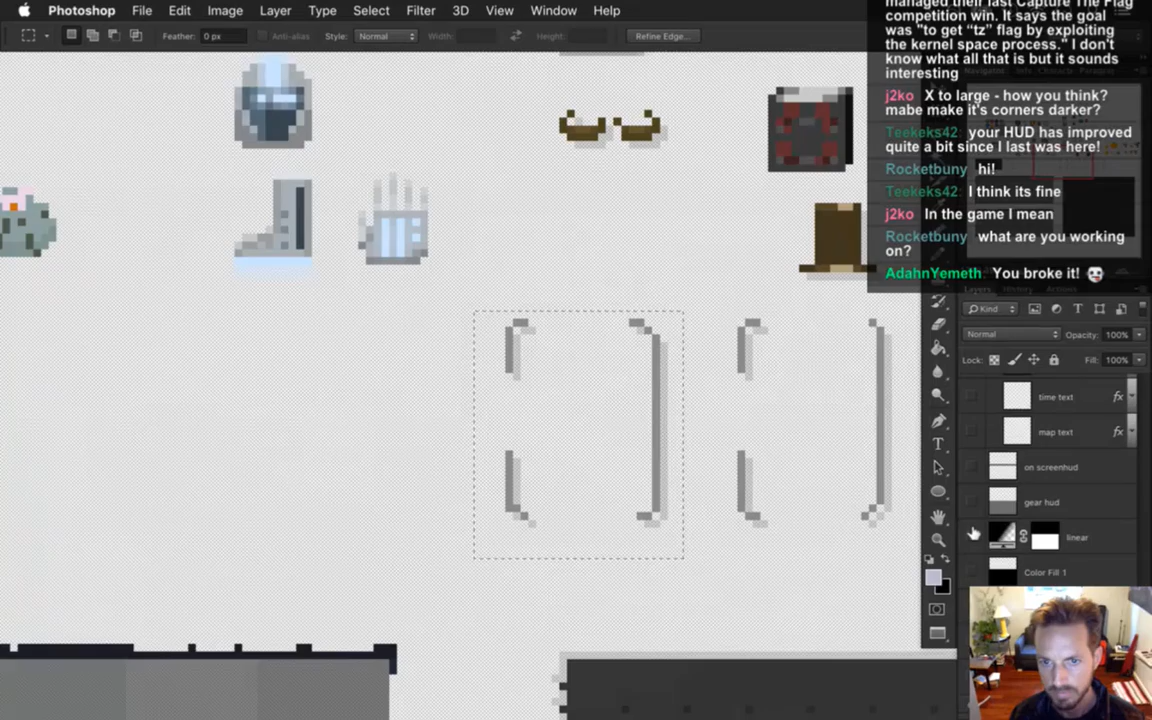 Photoshop File Edit Image Layer Type Select Filter 3D View Window Help
Feather: 0 px Anti-alias Style: Normal Width: Height: Refine Edge...
managed their last Capture The Flag
competition win. It says the goal
was "to get "tz" flag by exploiting
the kernel space process." I don't
know what all that is but it sounds
interesting
j2ko X to large - how you think?
mabe make it's corners darker?
Teekeks42: your HUD has improved
quite a bit since I last was here!
Rocketbuny hi!
Teekeks42: I think its fine
j2ko In the game I mean
Rocketbuny what are you working
on?
AdahnYemeth: You broke it!
Layers History Actions
Kind
Normal Opacity: 100%
Lock: Fill: 100%
time text fx
map text fx
on screenhud
gear hud
linear
Color Fill 1
T